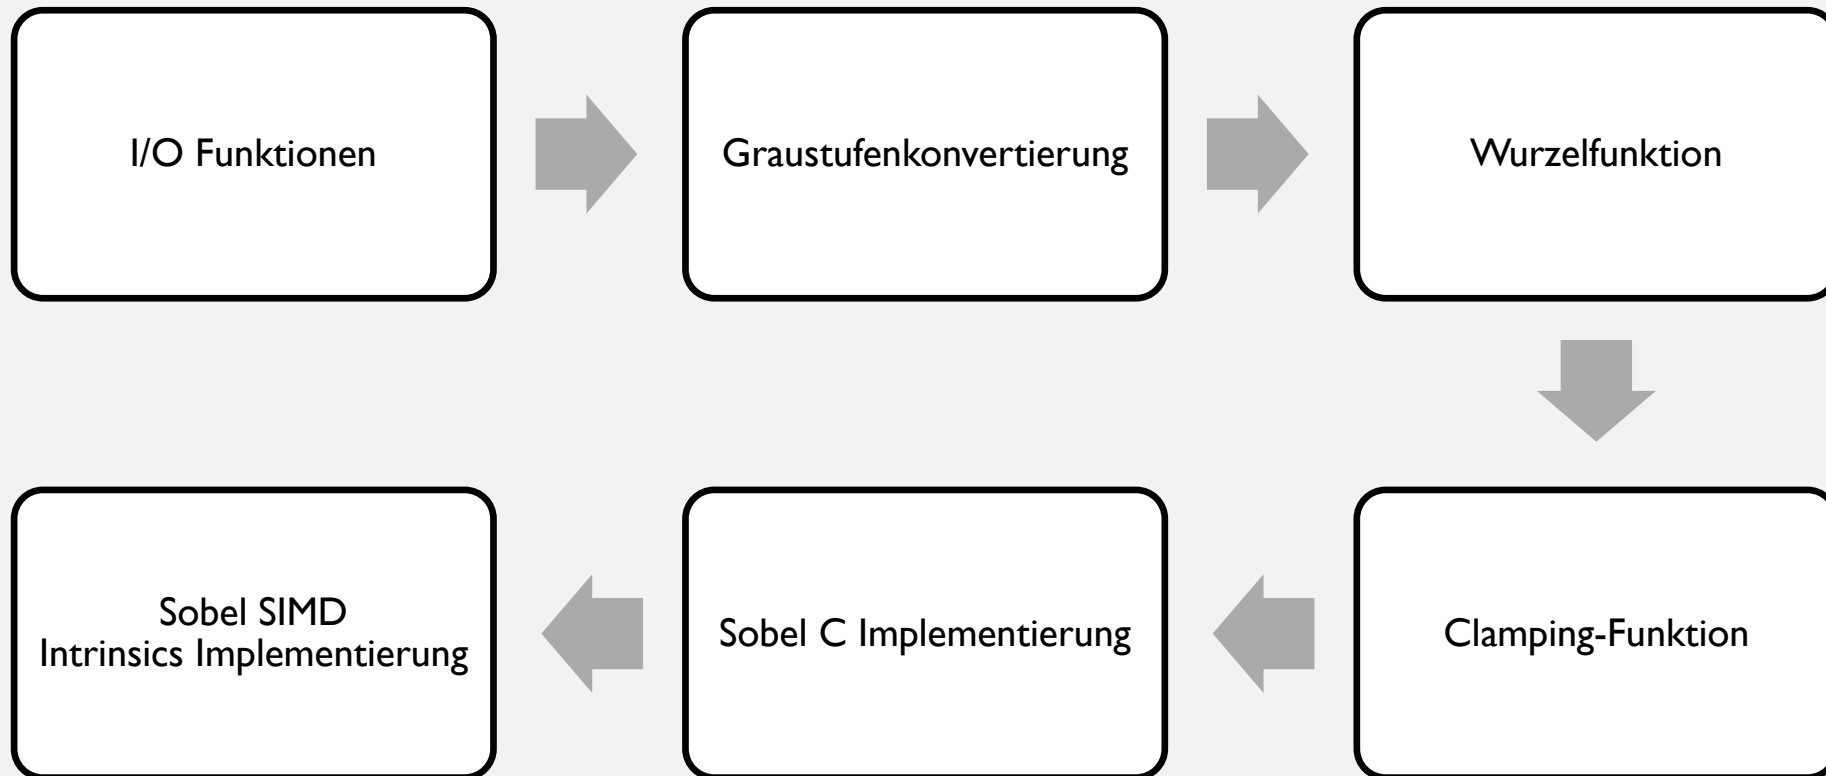 I/O Funktionen
Graustufenkonvertierung
Wurzelfunktion
Clamping-Funktion
Sobel C Implementierung
Sobel SIMD
Intrinsics Implementierung